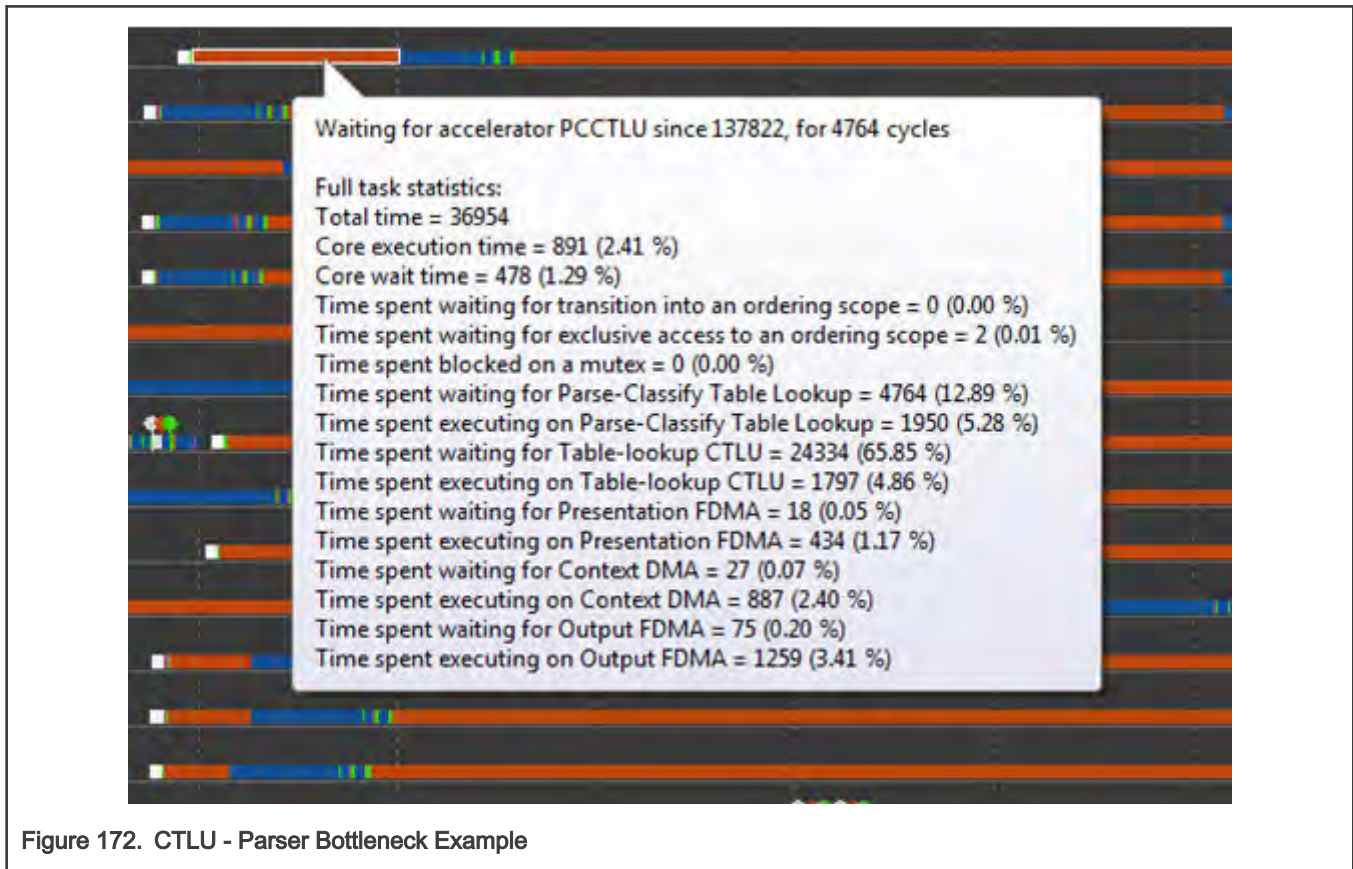 Waiting for accelerator PCCTLU since 137822, for 4764 cycles
Full task statistics:
Total time = 36954
Core execution time = 891 (2.41 %)
Core wait time = 478 (1.29 %)
Time spent waiting for transition into an ordering scope = 0 (0.00 %)
Time spent waiting for exclusive access to an ordering scope = 2 (0.01 %)
Time spent blocked on a mutex = 0 (0.00 %)
Time spent waiting for Parse-Classify Table Lookup = 4764 (12.89 %)
Time spent executing on Parse-Classify Table Lookup = 1950 (5.28 %)
Time spent waiting for Table-lookup CTLU = 24334 (65.85 %)
Time spent executing on Table-lookup CTLU = 1797 (4.86 %)
Time spent waiting for Presentation FDMA = 18 (0.05 %)
Time spent executing on Presentation FDMA = 434 (1.17 %)
Time spent waiting for Context DMA = 27 (0.07 %)
Time spent executing on Context DMA = 887 (2.40 %)
Time spent waiting for Output FDMA = 75 (0.20 %)
Time spent executing on Output FDMA = 1259 (3.41 %)
Figure 172. CTLU - Parser Bottleneck Example